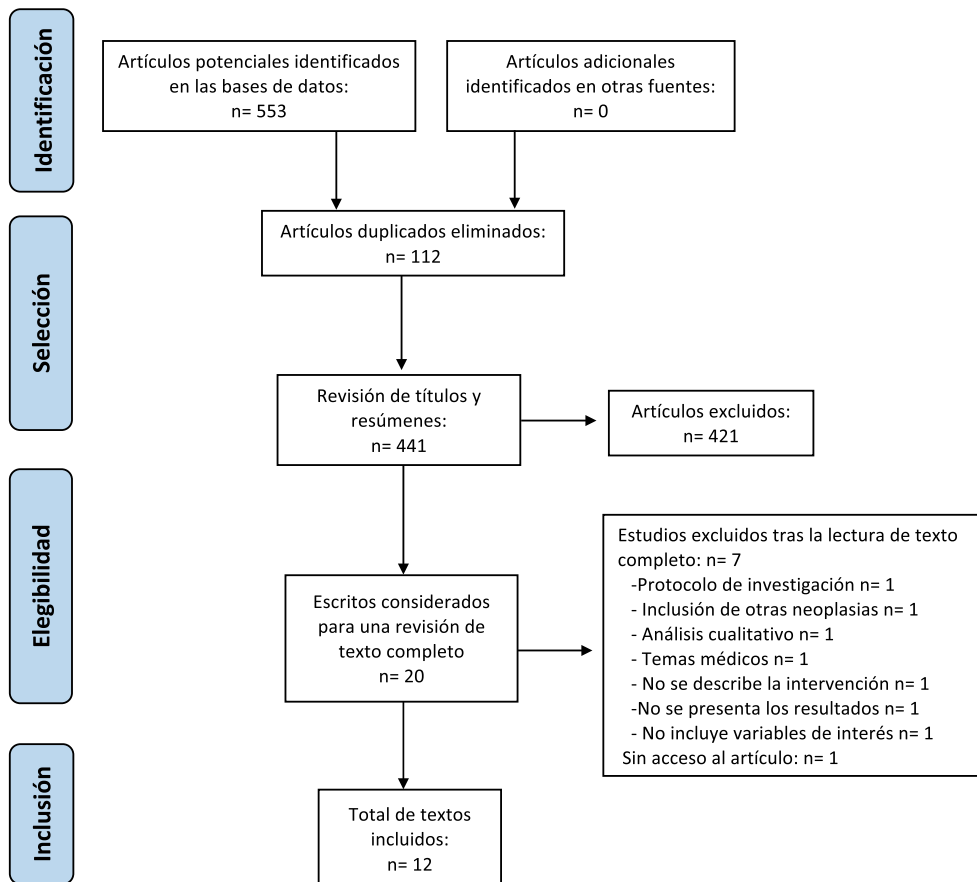 Identificación
Artículos potenciales identificados
en las bases de datos:
n= 553
Artículos adicionales
identificados en otras fuentes:
n= 0
Selección
Artículos duplicados eliminados:
n= 112
Revisión de títulos y
resúmenes:
n= 441
Artículos excluidos:
n= 421
Elegibilidad
Escritos considerados
para una revisión de
texto completo
n= 20
Estudios excluidos tras la lectura de texto
completo: n= 7
-Protocolo de investigación n= 1
- Inclusión de otras neoplasias n= 1
- Análisis cualitativo n= 1
- Temas médicos n= 1
- No se describe la intervención n= 1
-No se presenta los resultados n= 1
- No incluye variables de interés n= 1
Sin acceso al artículo: n= 1
Inclusión
Total de textos
incluidos:
n= 12